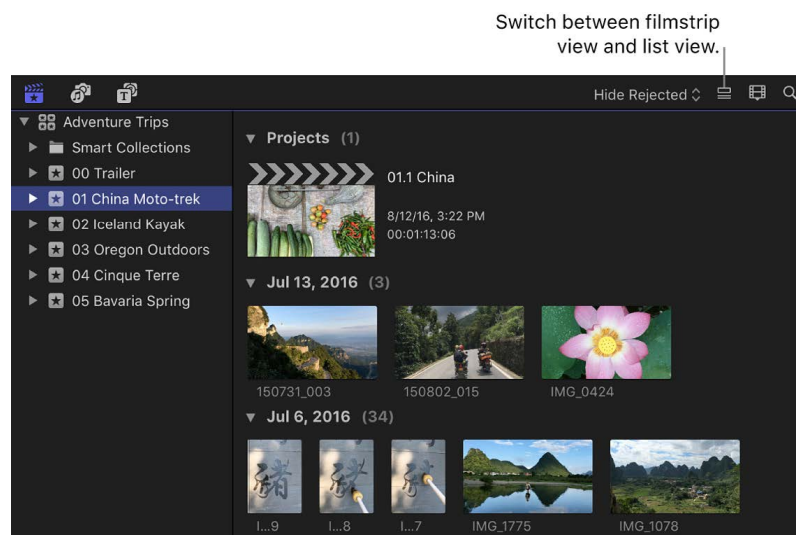 Switch between filmstrip
view and list view.
Hide Rejected
Adventure Trips
Smart Collections
00 Trailer
01 China Moto-trek
02 Iceland Kayak
03 Oregon Outdoors
04 Cinque Terre
05 Bavaria Spring
Projects (1)
01.1 China
8/12/16, 3:22 PM
00:01:13:06
Jul 13, 2016 (3)
150731_003 150802_015 IMG_0424
Jul 6, 2016 (34)
猪
I...9 I...8 I...7 IMG_1775 IMG_1078